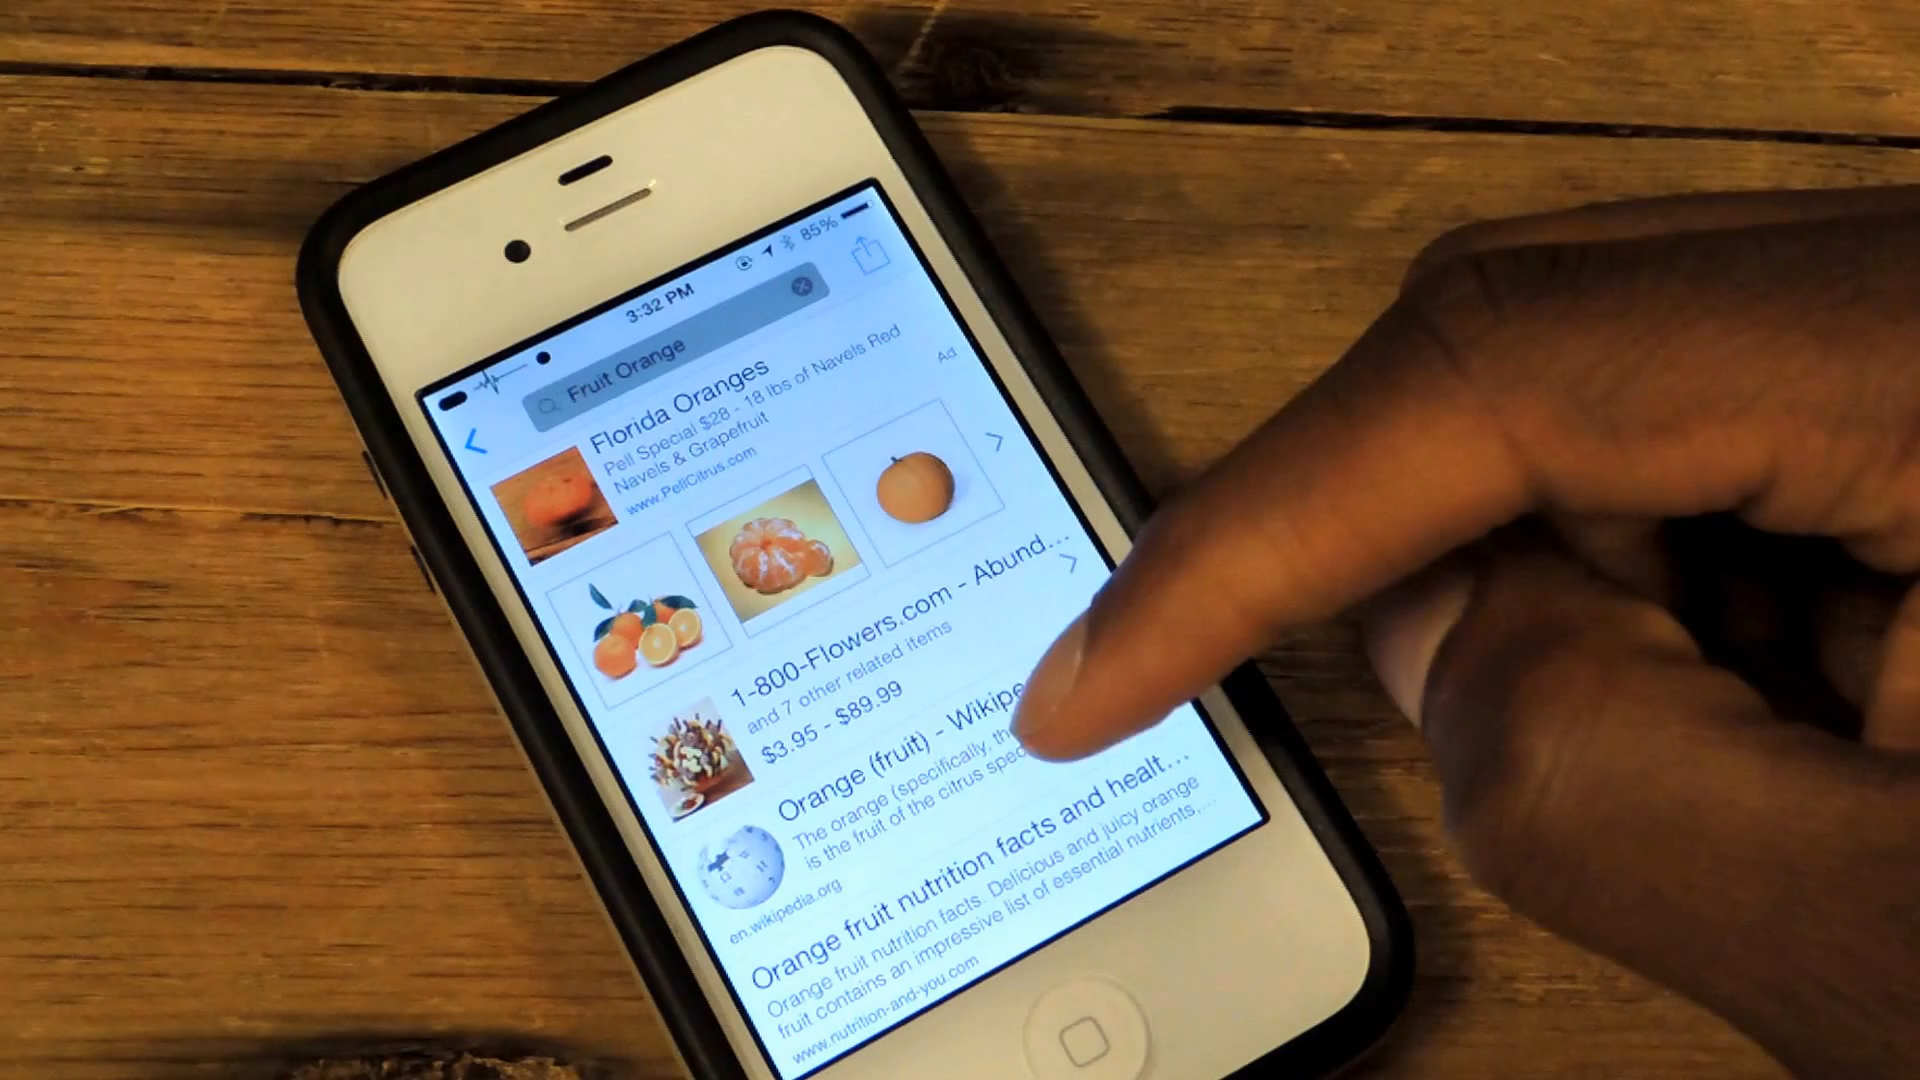 3:32 PM
85%
Fruit Orange
Florida Oranges
Ad
Pell Special $28 - 18 lbs of Navels Red
Navels & Grapefruit
www.PellCitrus.com
1-800-Flowers.com - Abund...
and 7 other related items
$3.95 - $89.99
Orange (fruit) - Wikipe
The orange (specifically, th
is the fruit of the citrus spec
en.wikipedia.org
Orange fruit nutrition facts and healt...
Orange fruit nutrition facts. Delicious and juicy orange
fruit contains an impressive list of essential nutrients,...
www.nutrition-and-you.com